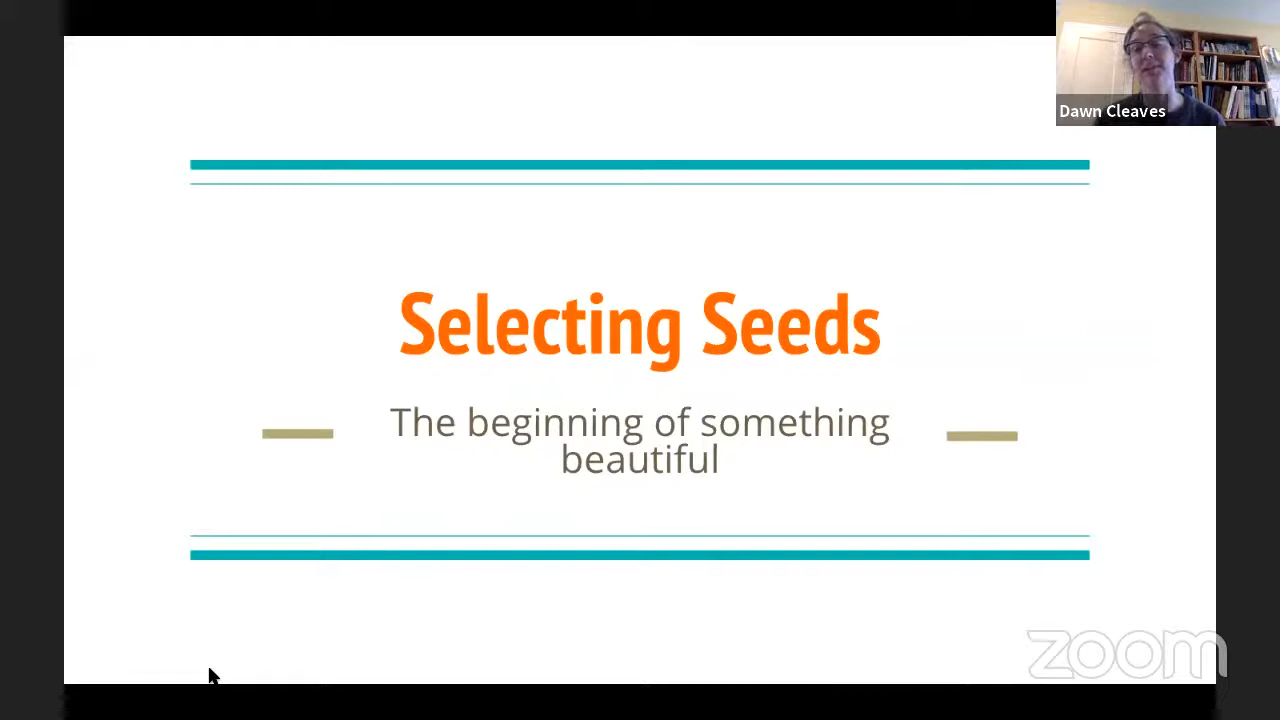 Dawn Cleaves
Selecting Seeds
The beginning of something
beautiful
zoom